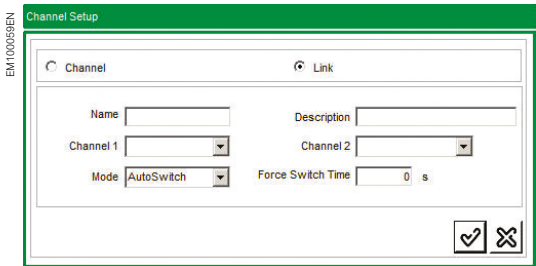 EM100059EN
Channel Setup
Channel Link
Name Description
Channel 1 Channel 2
Mode AutoSwitch Force Switch Time 0 s